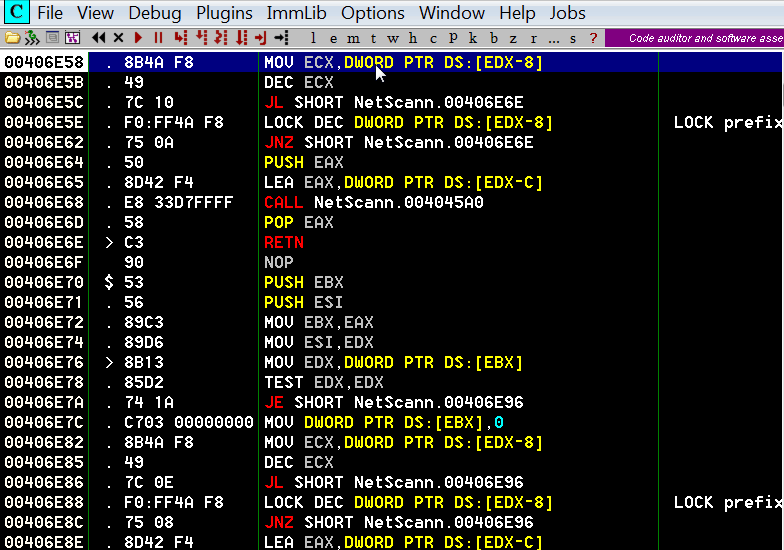 C File View Debug Plugins ImmLib Options Window Help Jobs
l e m t w h c p k b z r ... s ? Code auditor and software asse
00406E58 . 8B4A F8 MOV ECX,DWORD PTR DS:[EDX-8]
00406E5B . 49 DEC ECX
00406E5C . 7C 10 JL SHORT NetScann.00406E6E
00406E5E . F0:FF4A F8 LOCK DEC DWORD PTR DS:[EDX-8] LOCK prefix
00406E62 . 75 0A JNZ SHORT NetScann.00406E6E
00406E64 . 50 PUSH EAX
00406E65 . 8D42 F4 LEA EAX,DWORD PTR DS:[EDX-C]
00406E68 . E8 33D7FFFF CALL NetScann.004045A0
00406E6D . 58 POP EAX
00406E6E > C3 RETN
00406E6F 90 NOP
00406E70 $ 53 PUSH EBX
00406E71 . 56 PUSH ESI
00406E72 . 89C3 MOV EBX,EAX
00406E74 . 89D6 MOV ESI,EDX
00406E76 > 8B13 MOV EDX,DWORD PTR DS:[EBX]
00406E78 . 85D2 TEST EDX,EDX
00406E7A . 74 1A JE SHORT NetScann.00406E96
00406E7C . C703 00000000 MOV DWORD PTR DS:[EBX],0
00406E82 . 8B4A F8 MOV ECX,DWORD PTR DS:[EDX-8]
00406E85 . 49 DEC ECX
00406E86 . 7C 0E JL SHORT NetScann.00406E96
00406E88 . F0:FF4A F8 LOCK DEC DWORD PTR DS:[EDX-8] LOCK prefix
00406E8C . 75 08 JNZ SHORT NetScann.00406E96
00406E8E . 8D42 F4 LEA EAX,DWORD PTR DS:[EDX-C]